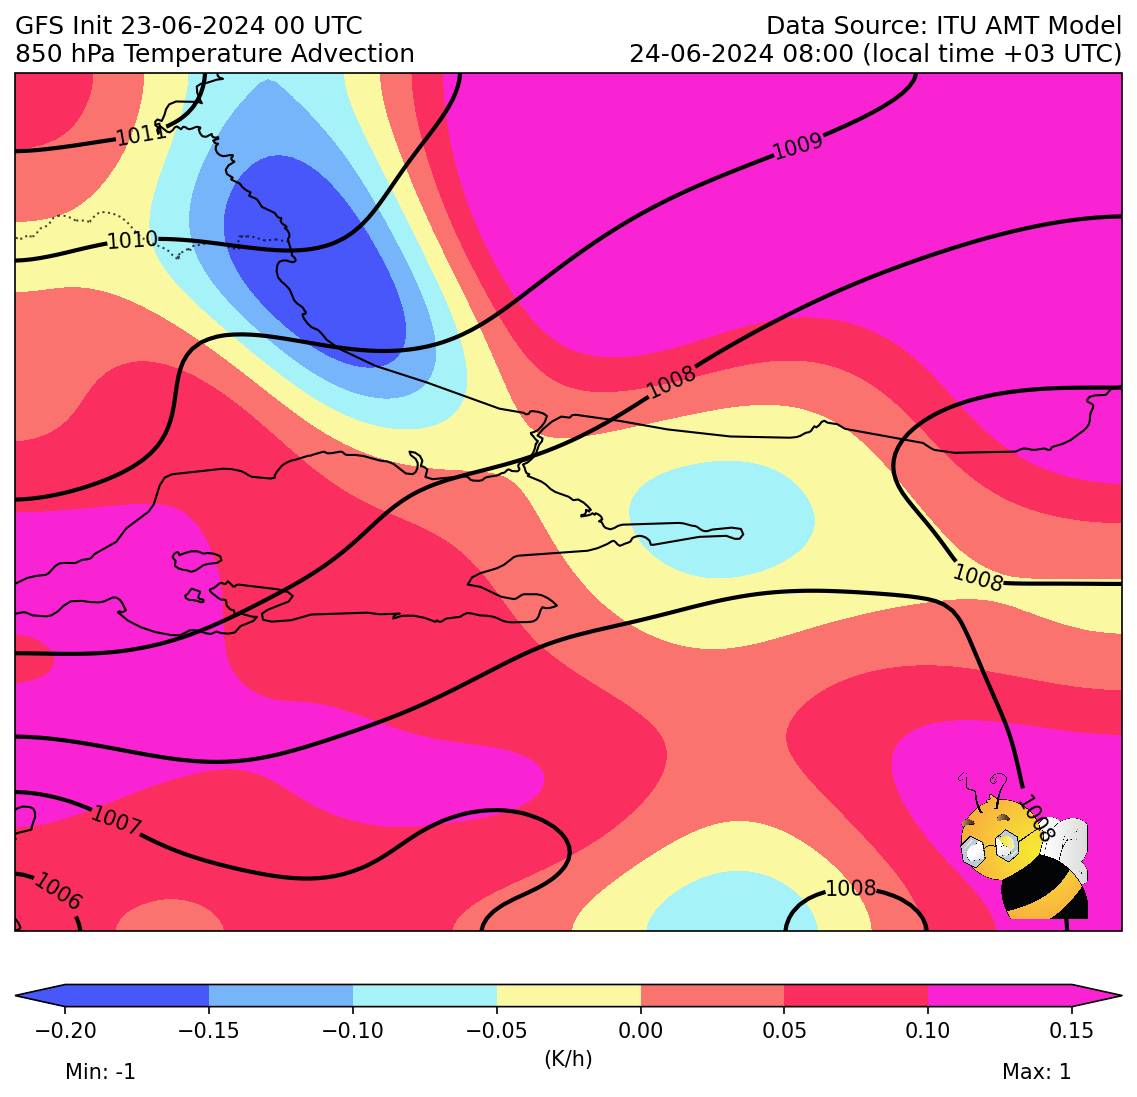 GFS Init 23-06-2024 00 UTC
Data Source: ITU AMT Model
850 hPa Temperature Advection
24-06-2024 08:00 (local time +03 UTC)
1011
1009
1010
1008
1008
1007
1008
1006
1008
−0.20 −0.15 −0.10 −0.05 0.00 0.05 0.10 0.15
(K/h)
Min: -1
Max: 1